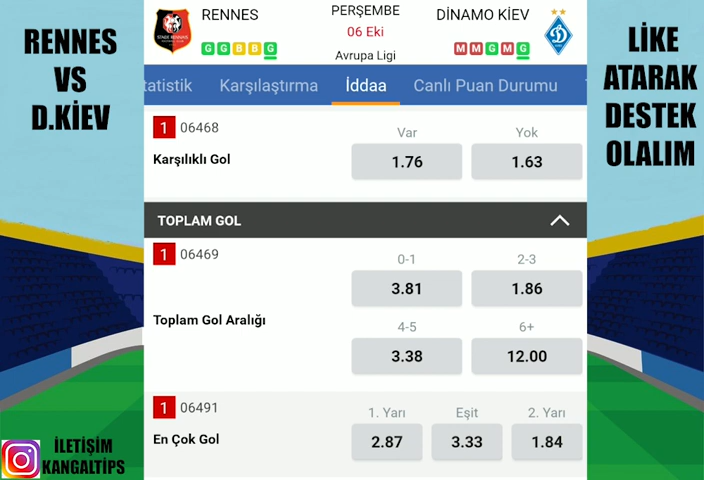 RENNES
VS
D.KİEV
RENNES
G G B B G
PERŞEMBE
06 Eki
Avrupa Ligi
DİNAMO KİEV
M M G M G
tatistik Karşılaştırma İddaa Canlı Puan Durumu
1 06468
Karşılıklı Gol
Var Yok
1.76 1.63
TOPLAM GOL
1 06469
Toplam Gol Aralığı
0-1 2-3
3.81 1.86
4-5 6+
3.38 12.00
1 06491
En Çok Gol
1. Yarı Eşit 2. Yarı
2.87 3.33 1.84
LİKE
ATARAK
DESTEK
OLALIM
İLETİŞİM
KANGALTİPS